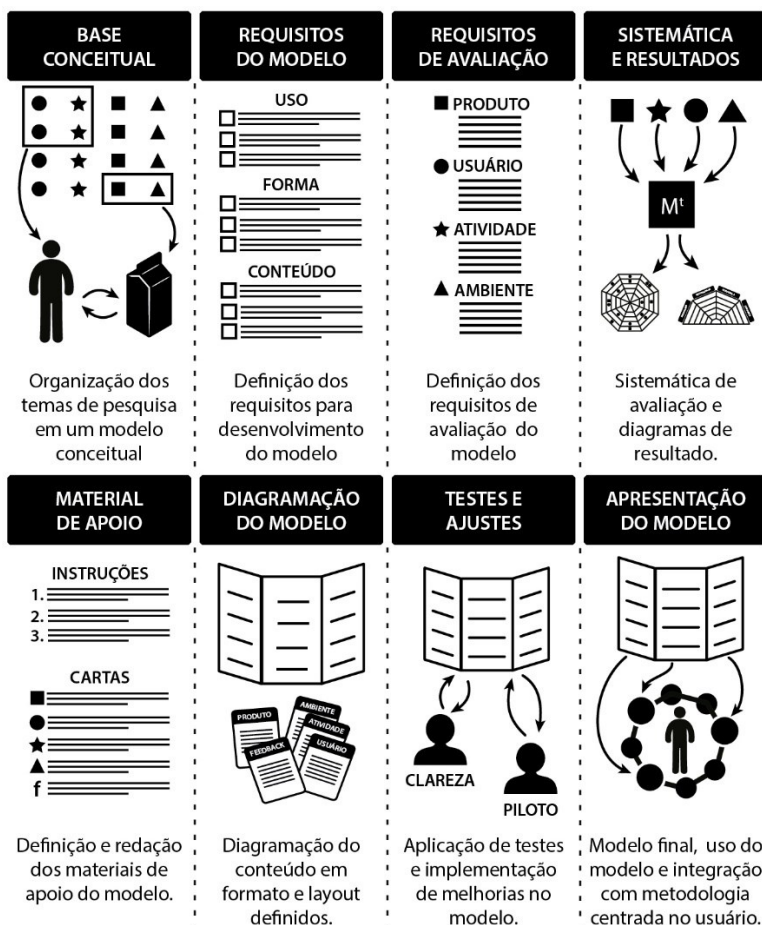 BASE
CONCEITUAL
REQUISITOS
DO MODELO
REQUISITOS
DE AVALIAÇÃO
SISTEMÁTICA
E RESULTADOS
USO
FORMA
CONTEÚDO
PRODUTO
USUÁRIO
ATIVIDADE
AMBIENTE
Mᵗ
Organização dos
temas de pesquisa
em um modelo
conceitual
Definição dos
requisitos para
desenvolvimento
do modelo
Definição dos
requisitos de
avaliação do
modelo
Sistemática de
avaliação e
diagramas de
resultado.
MATERIAL
DE APOIO
DIAGRAMAÇÃO
DO MODELO
TESTES E
AJUSTES
APRESENTAÇÃO
DO MODELO
INSTRUÇÕES
1.
2.
3.
CARTAS
f
PRODUTO
AMBIENTE
ATIVIDADE
FEEDBACK
USUÁRIO
CLAREZA
PILOTO
Definição e redação
dos materiais de
apoio do modelo.
Diagramação do
conteúdo em
formato e layout
definidos.
Aplicação de testes
e implementação
de melhorias no
modelo.
Modelo final, uso do
modelo e integração
com metodologia
centrada no usuário.